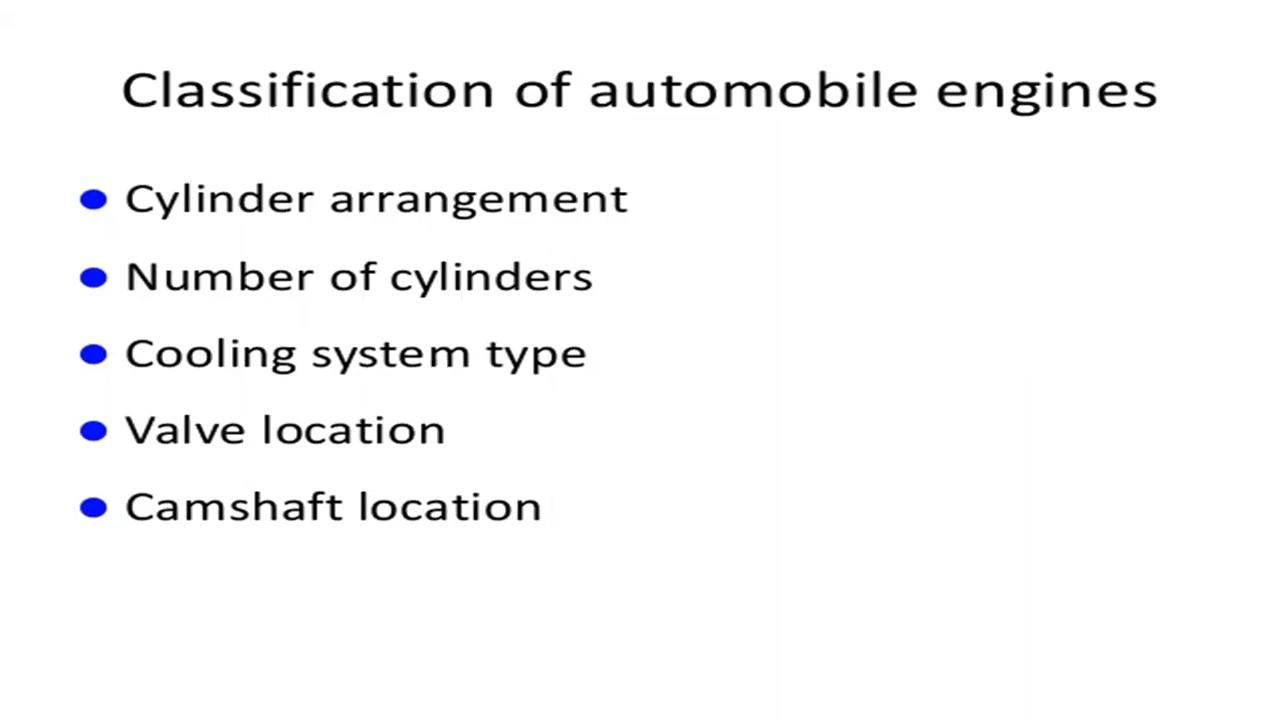 Classification of automobile engines
Cylinder arrangement
Number of cylinders
Cooling system type
Valve location
Camshaft location